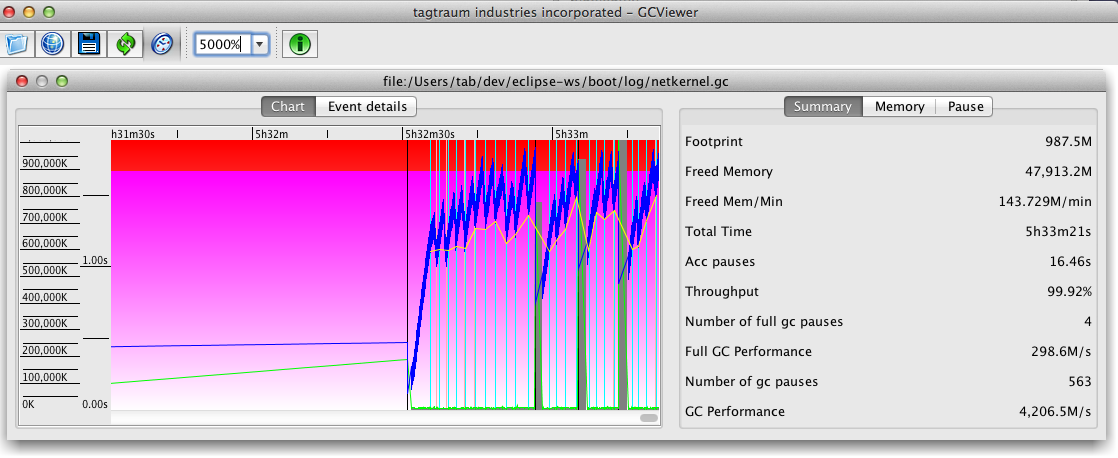 tagtraum industries incorporated - GCViewer
5000%
file:/Users/tab/dev/eclipse-ws/boot/log/netkernel.gc
Chart Event details
Summary Memory Pause
h31m30s 5h32m 5h32m30s 5h33m
900,000K
800,000K
700,000K
600,000K
500,000K
400,000K
300,000K
200,000K
100,000K
0K
1.00s
0.00s
Footprint 987.5M
Freed Memory 47,913.2M
Freed Mem/Min 143.729M/min
Total Time 5h33m21s
Acc pauses 16.46s
Throughput 99.92%
Number of full gc pauses 4
Full GC Performance 298.6M/s
Number of gc pauses 563
GC Performance 4,206.5M/s